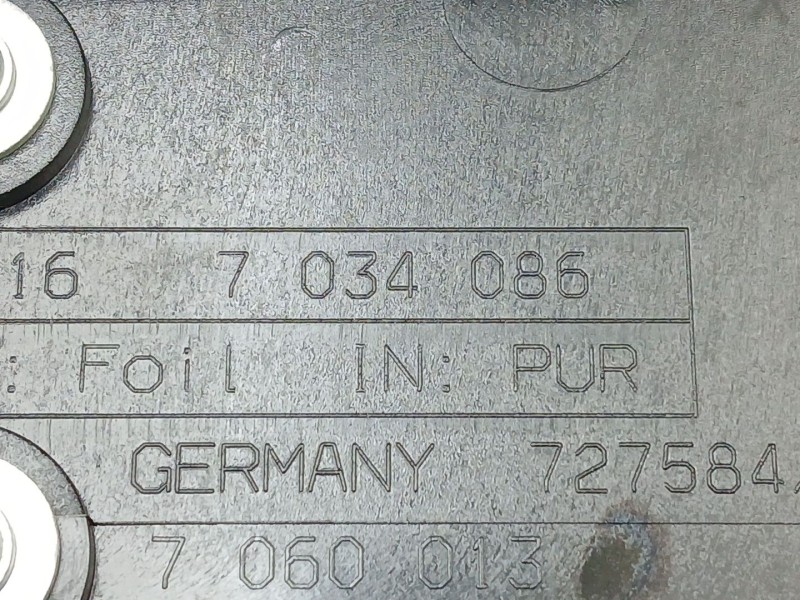 16 7 034 086
: Foil IN: PUR
GERMANY 727584
7 060 013